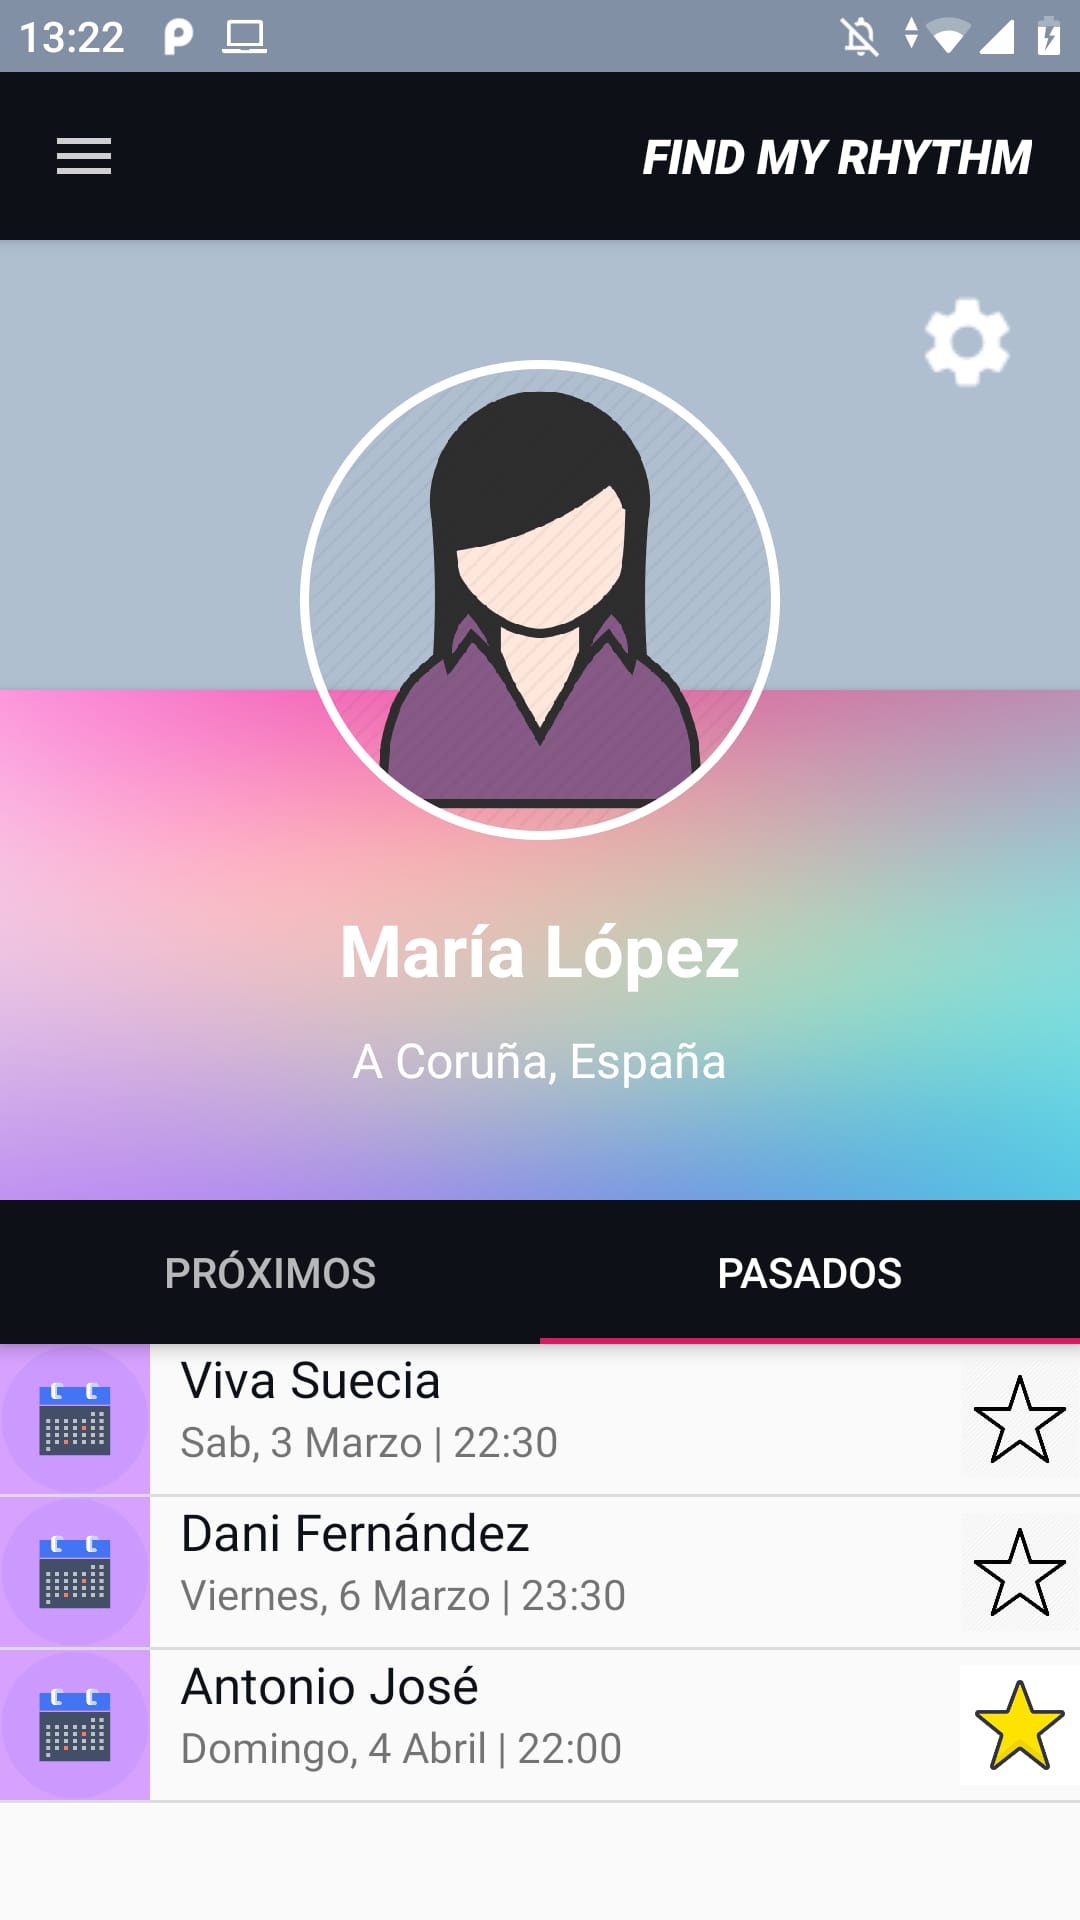 13:22
FIND MY RHYTHM
María López
A Coruña, España
PRÓXIMOS
PASADOS
Viva Suecia
Sab, 3 Marzo | 22:30
Dani Fernández
Viernes, 6 Marzo | 23:30
Antonio José
Domingo, 4 Abril | 22:00